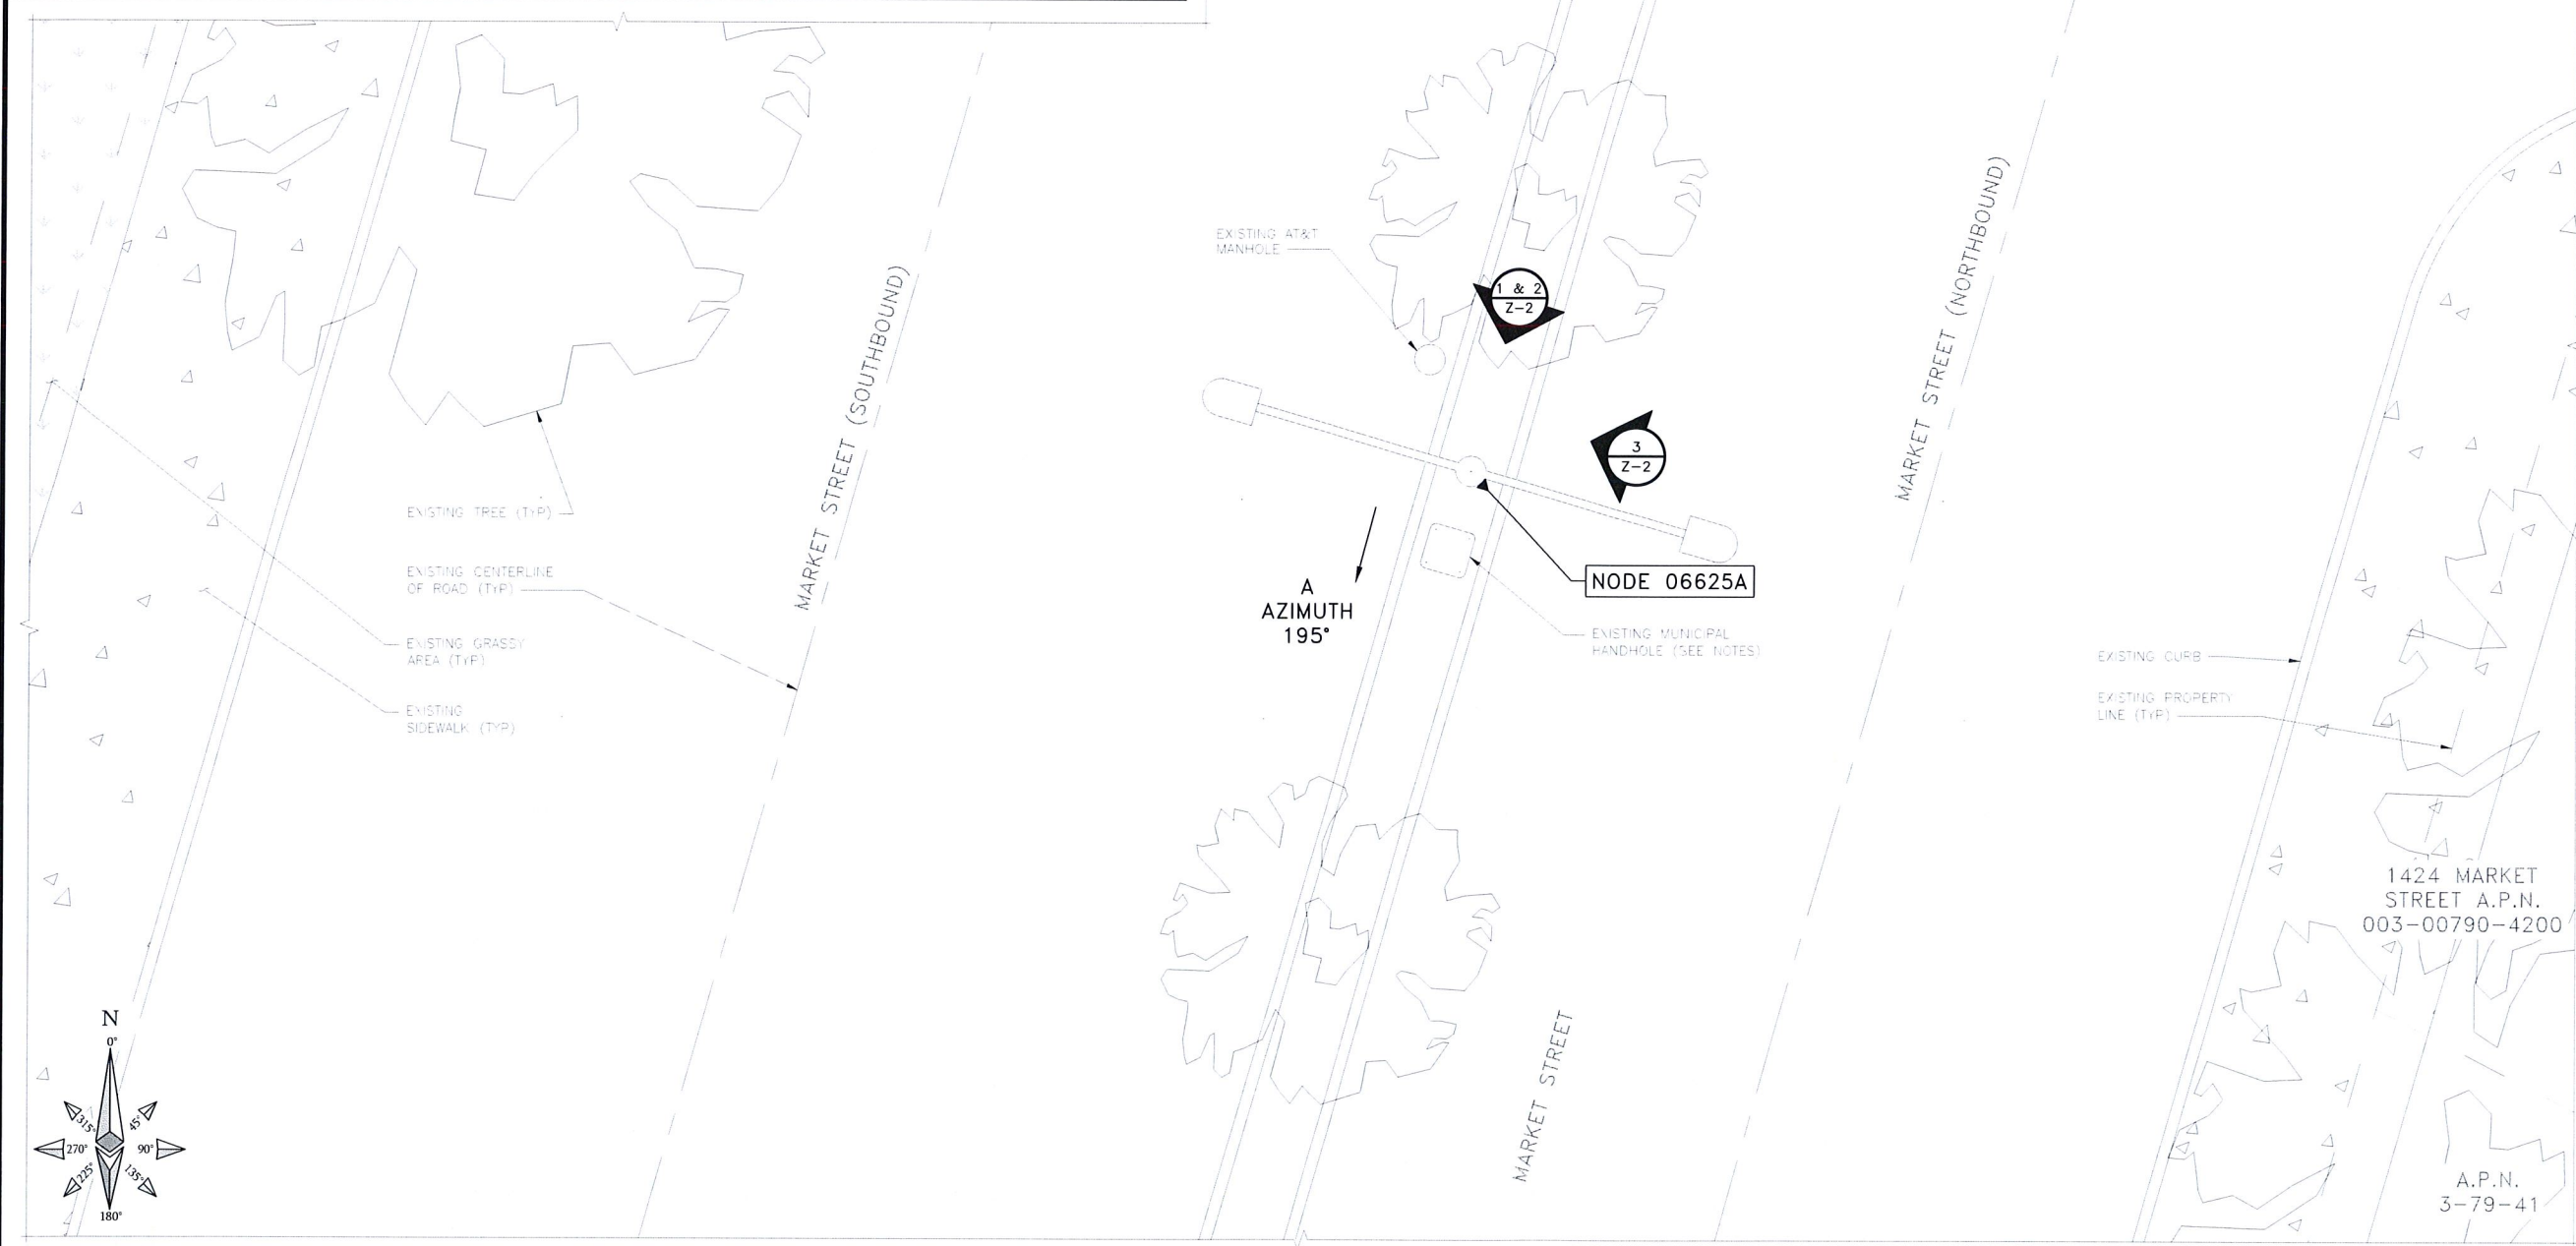 EXISTING AT&T
MANHOLE
1 & 2
Z-2
3
Z-2
MARKET STREET (SOUTHBOUND)
MARKET STREET (NORTHBOUND)
EXISTING TREE (TYP)
EXISTING CENTERLINE
OF ROAD (TYP)
EXISTING GRASSY
AREA (TYP)
EXISTING
SIDEWALK (TYP)
A
AZIMUTH
195°
NODE 06625A
EXISTING MUNICIPAL
HANDHOLE (SEE NOTES)
EXISTING CURB
EXISTING PROPERTY
LINE (TYP)
1424 MARKET
STREET A.P.N.
003-00790-4200
MARKET STREET
A.P.N.
3-79-41
N
0°
315°
45°
270°
90°
225°
135°
180°